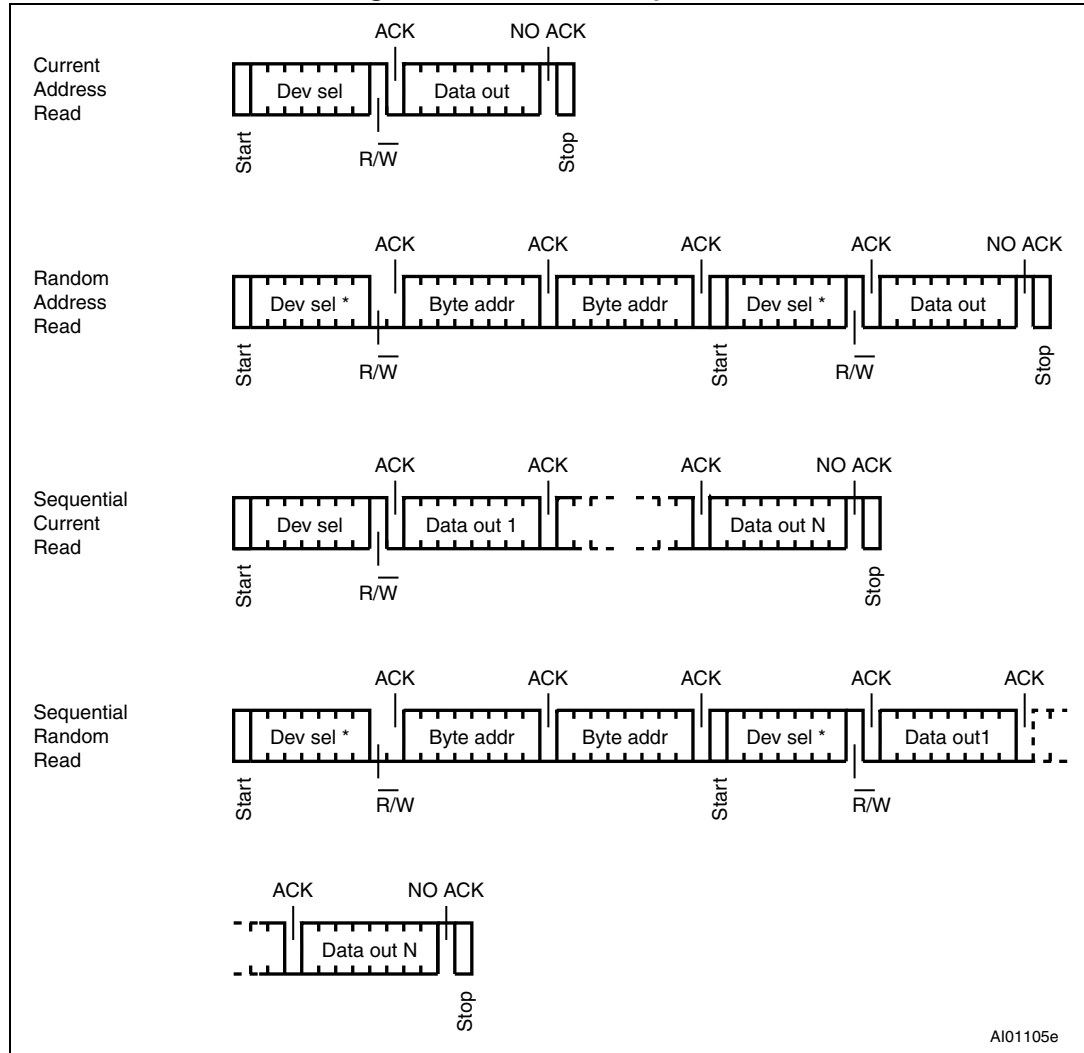 ACK NO ACK
Current
Address
Read
Dev sel Data out
Start R/W Stop
ACK ACK ACK ACK NO ACK
Random
Address
Read
Dev sel * Byte addr Byte addr Dev sel * Data out
Start R/W Start R/W Stop
ACK ACK ACK NO ACK
Sequential
Current
Read
Dev sel Data out 1 Data out N
Start R/W Stop
ACK ACK ACK ACK ACK
Sequential
Random
Read
Dev sel * Byte addr Byte addr Dev sel * Data out1
Start R/W Start R/W
ACK NO ACK
Data out N
Stop
AI01105e